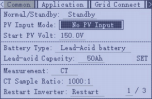 Common Application Grid Connect
Normal/Standby: Standby
PV Input Mode : No PV Input
Start PV Volt: 150.0V
Battery Type: Lead-Acid battery
Lead-acid Capacity: 50Ah SET
Measurement: CT
CT Sample Ratio: 1000:1
Restart Inverter: Restart 1 / 3